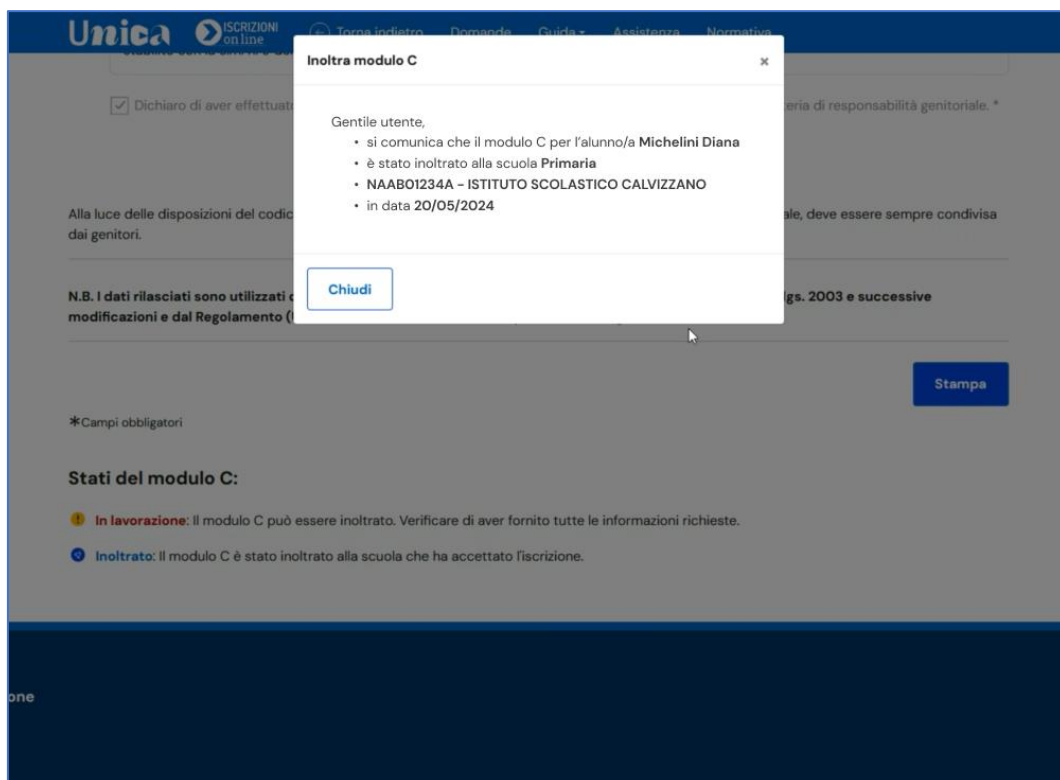 Unica ISCRIZIONI online Torna indietro Domande Guida Assistenza Normativa
Inoltra modulo C ×
Dichiaro di aver effettuato eria di responsabilità genitoriale. *
Gentile utente,
• si comunica che il modulo C per l'alunno/a Michelini Diana
• è stato inoltrato alla scuola Primaria
• NAAB01234A - ISTITUTO SCOLASTICO CALVIZZANO
• in data 20/05/2024
Chiudi
Alla luce delle disposizioni del codic ale, deve essere sempre condivisa
dai genitori.
N.B. I dati rilasciati sono utilizzati lgs. 2003 e successive
modificazioni e dal Regolamento (
Stampa
*Campi obbligatori
Stati del modulo C:
In lavorazione: Il modulo C può essere inoltrato. Verificare di aver fornito tutte le informazioni richieste.
Inoltrato: Il modulo C è stato inoltrato alla scuola che ha accettato l'iscrizione.
one